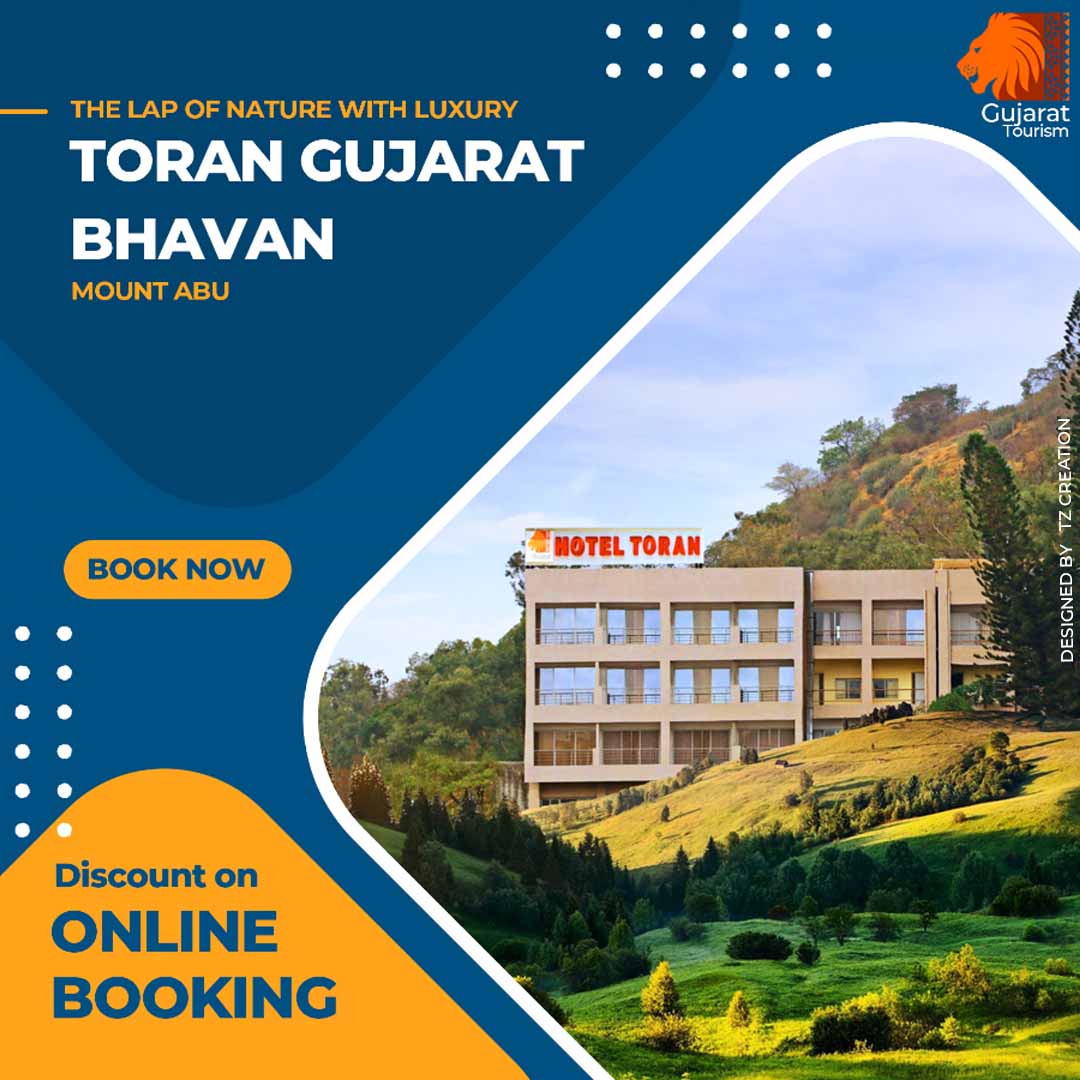 THE LAP OF NATURE WITH LUXURY
TORAN GUJARAT
BHAVAN
MOUNT ABU
Gujarat
Tourism
HOTEL TORAN
DESIGNED BY TZ CREATION
BOOK NOW
Discount on
ONLINE
BOOKING